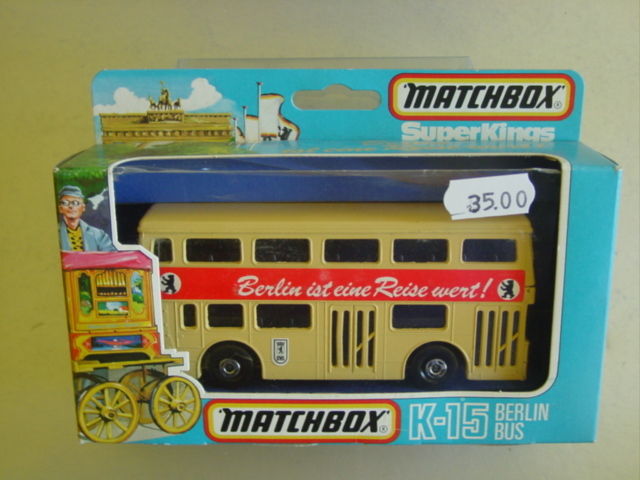 MATCHBOX®
SuperKings
35.00
Berlin ist eine Reise wert!
MATCHBOX®
K-15 BERLIN
BUS